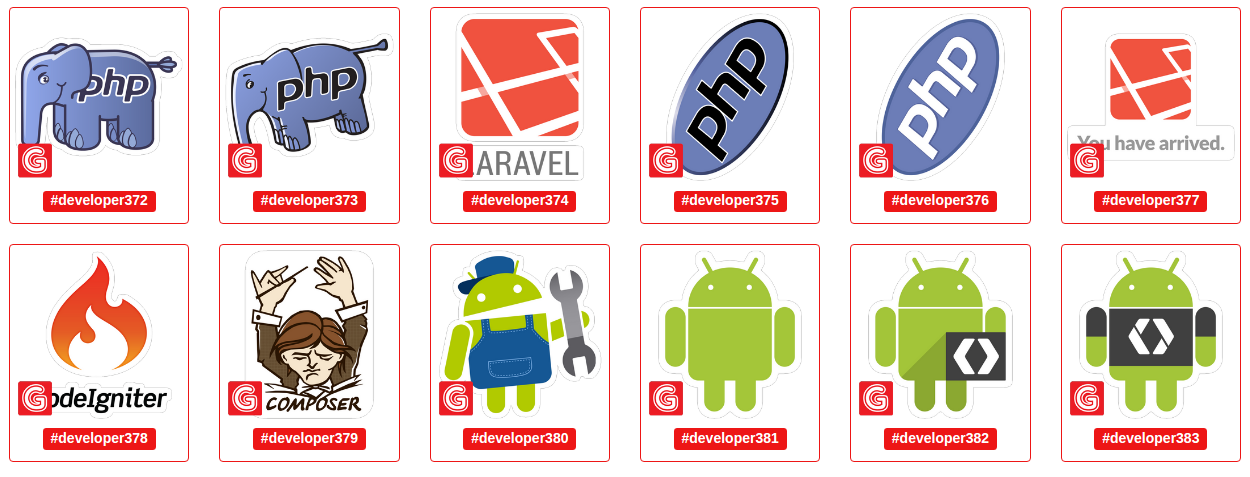 php
php
ARAVEL
php
php
You have arrived.
G
G
G
G
G
G
#developer372
#developer373
#developer374
#developer375
#developer376
#developer377
odeIgniter
COMPOSER
G
G
G
G
G
G
#developer378
#developer379
#developer380
#developer381
#developer382
#developer383